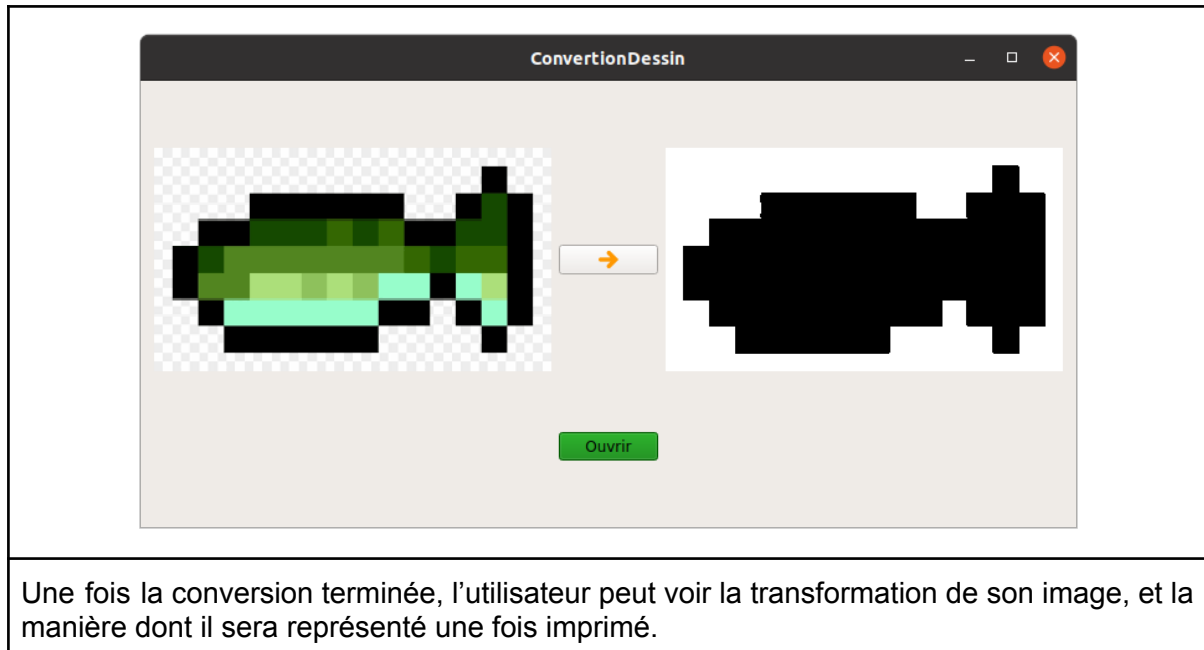 ConvertionDessin
Ouvrir
Une fois la conversion terminée, l’utilisateur peut voir la transformation de son image, et la
manière dont il sera représenté une fois imprimé.